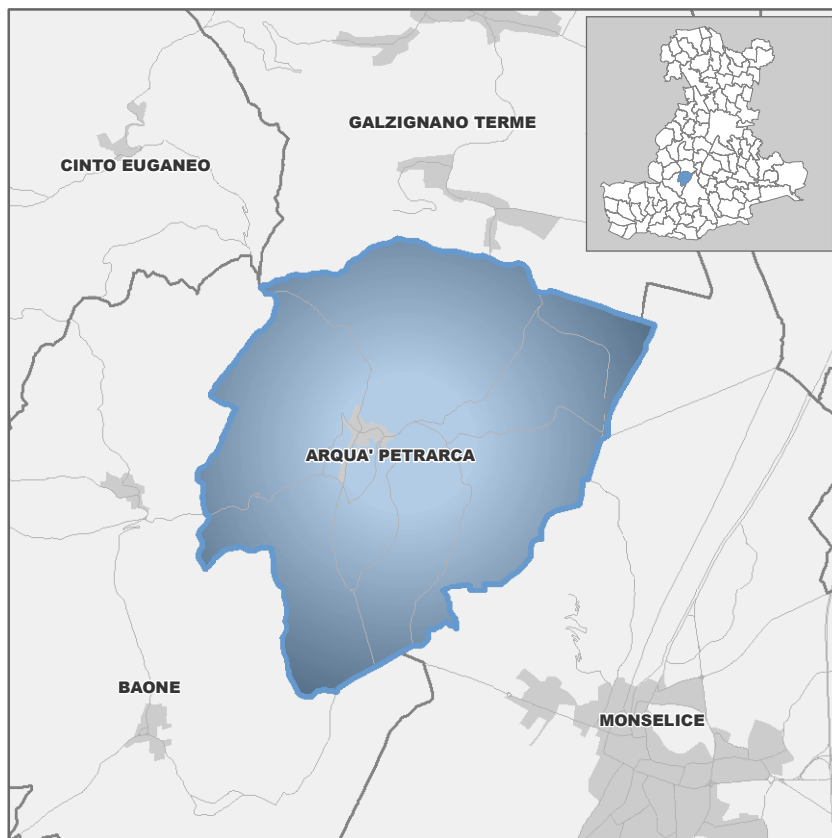 GALZIGNANO TERME
CINTO EUGANEO
ARQUA' PETRARCA
BAONE
MONSELICE